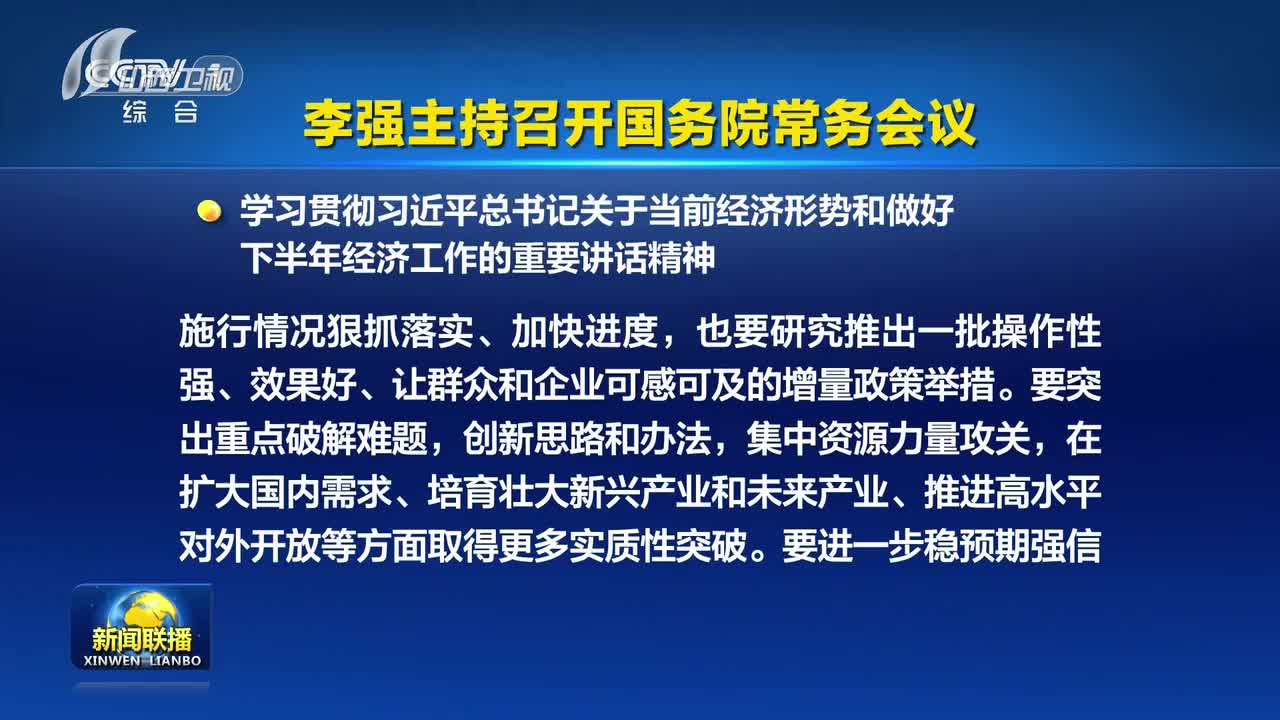 CCTV 1
山西卫视
综合
李强主持召开国务院常务会议
学习贯彻习近平总书记关于当前经济形势和做好
下半年经济工作的重要讲话精神
施行情况狠抓落实、加快进度，也要研究推出一批操作性
强、效果好、让群众和企业可感可及的增量政策举措。要突
出重点破解难题，创新思路和办法，集中资源力量攻关，在
扩大国内需求、培育壮大新兴产业和未来产业、推进高水平
对外开放等方面取得更多实质性突破。要进一步稳预期强信
新闻联播
XINWEN LIANBO